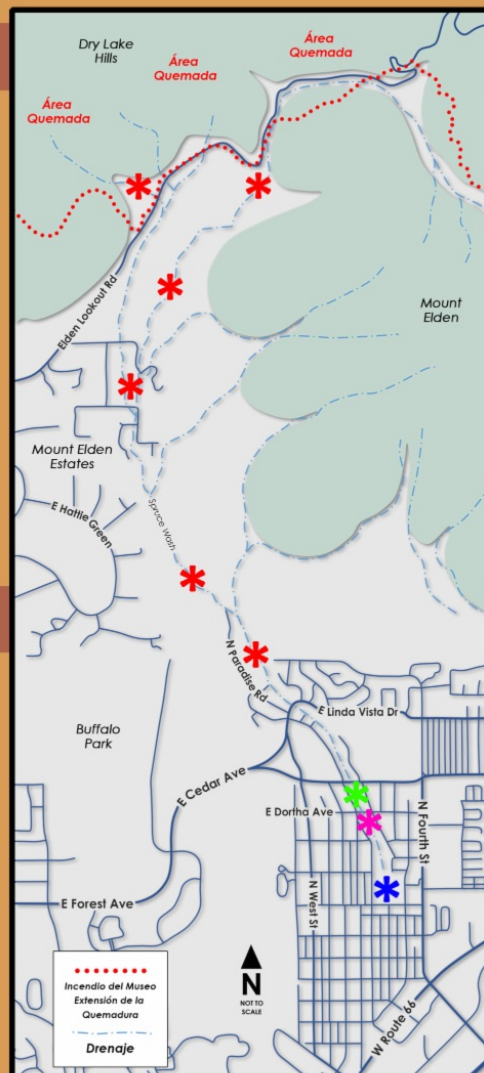 Dry Lake
Hills
Área
Quemada
Área
Quemada
Área
Quemada
Elden Lookout Rd
Mount
Elden
Mount Elden
Estates
E Hattie Green
Spruce Wash
N Paradise Rd
E Linda Vista Dr
Buffalo
Park
E Cedar Ave
E Dortha Ave
N Fourth St
N West St
E Forest Ave
N
NOT TO
SCALE
W Route 66
Incendio del Museo
Extensión de la
Quemadura
Drenaje